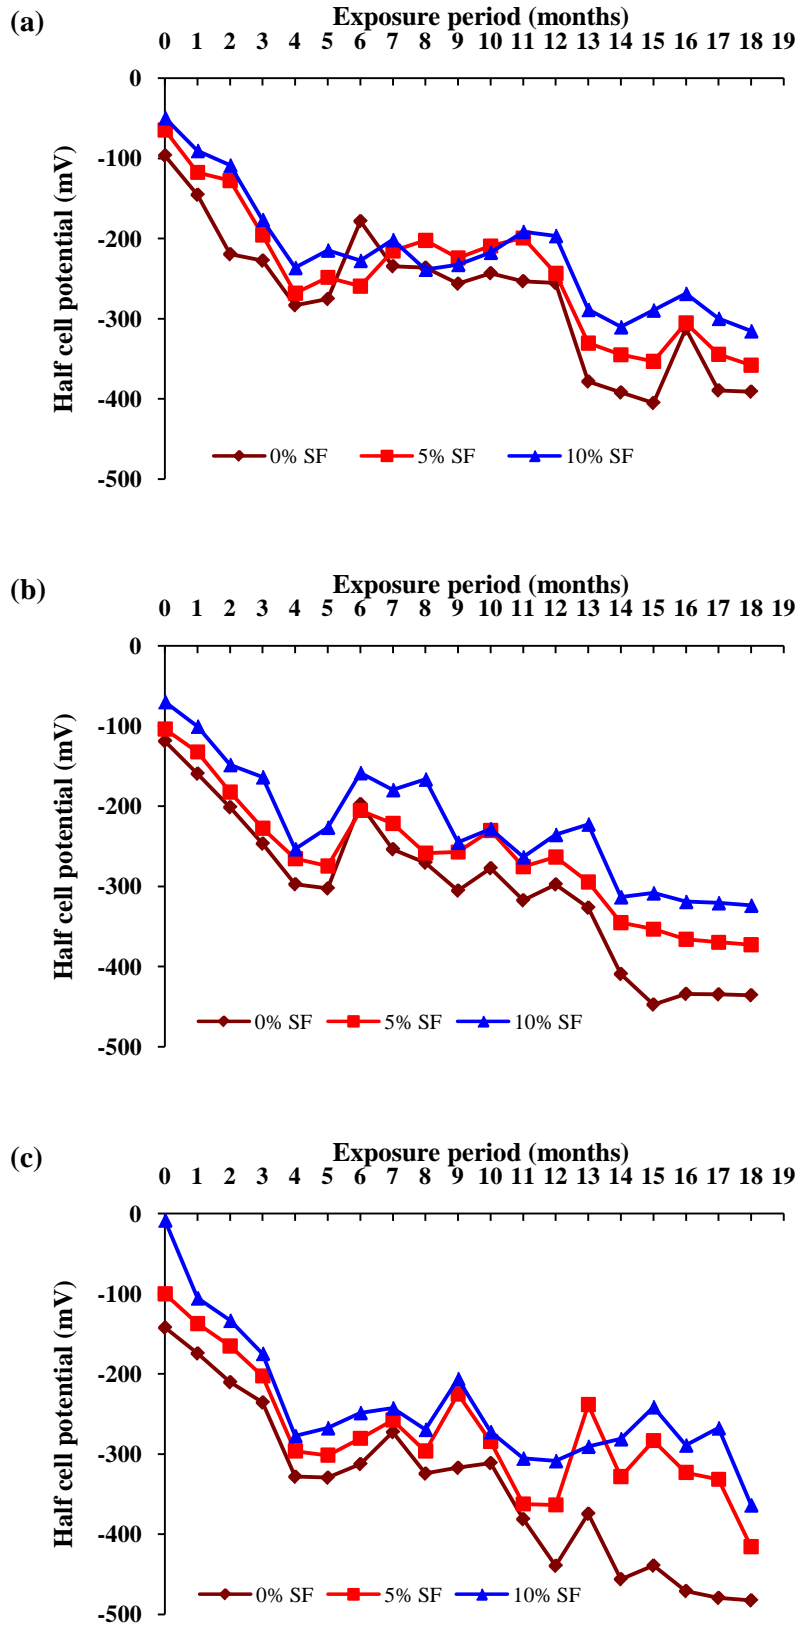 (a)
Exposure period (months)
0 1 2 3 4 5 6 7 8 9 10 11 12 13 14 15 16 17 18 19
0
-100
-200
-300
-400
-500
Half cell potential (mV)
0% SF 5% SF 10% SF
(b)
Exposure period (months)
0 1 2 3 4 5 6 7 8 9 10 11 12 13 14 15 16 17 18 19
0
-100
-200
-300
-400
-500
Half cell potential (mV)
0% SF 5% SF 10% SF
(c)
Exposure period (months)
0 1 2 3 4 5 6 7 8 9 10 11 12 13 14 15 16 17 18 19
0
-100
-200
-300
-400
-500
Half cell potential (mV)
0% SF 5% SF 10% SF